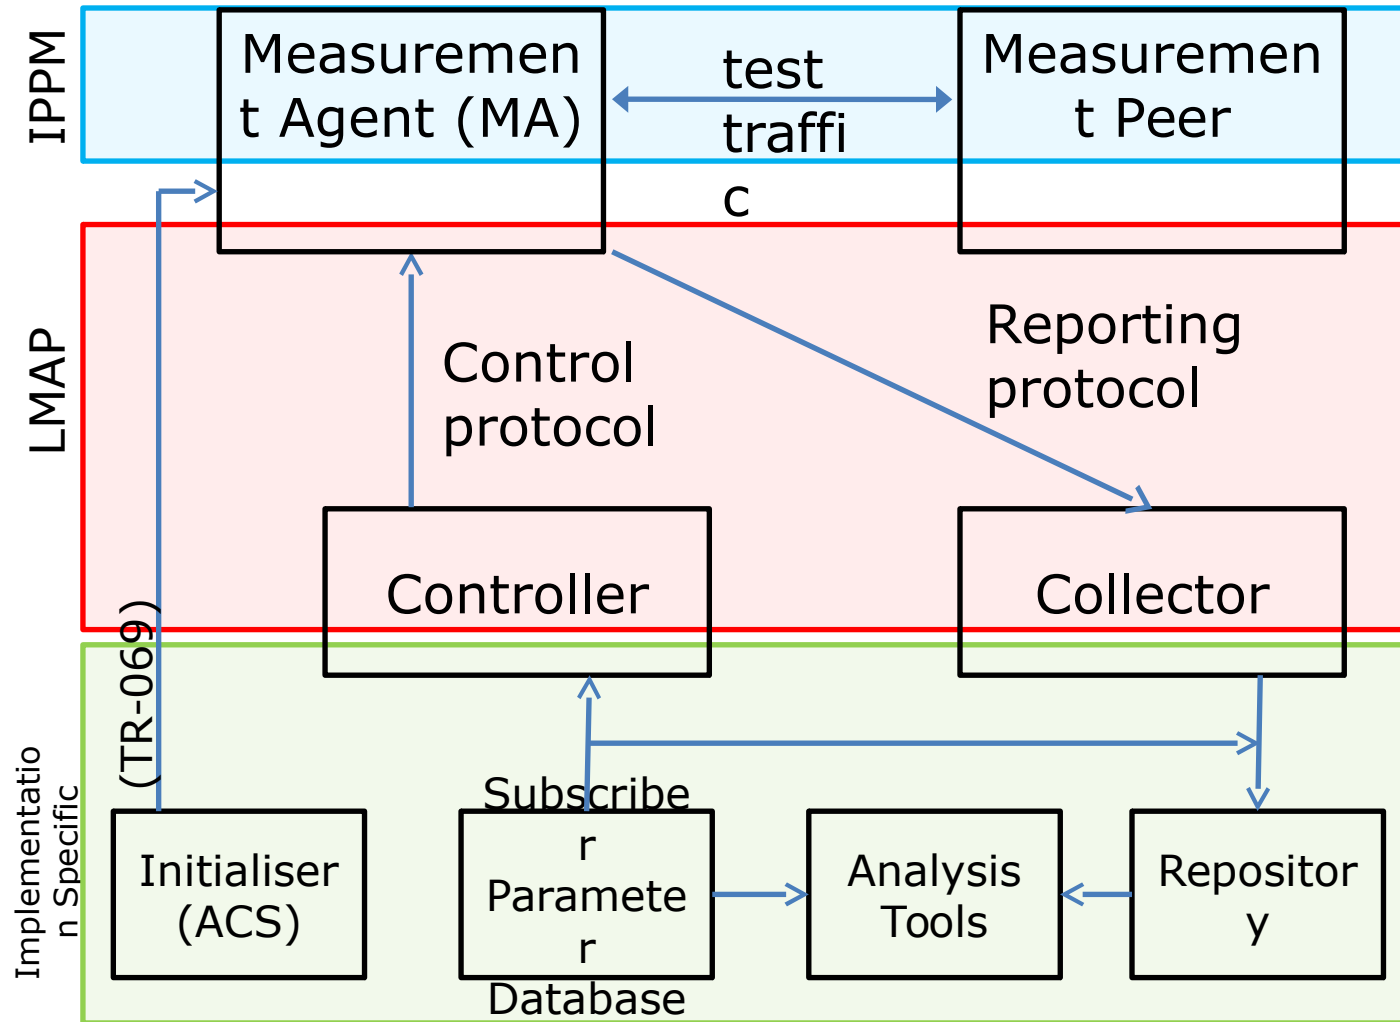 IPPM
Measuremen
t Agent (MA)
test
traffi
c
Measuremen
t Peer
LMAP
Control
protocol
Reporting
protocol
Controller
Collector
(TR-069)
Implementatio
n Specific
Initialiser
(ACS)
Subscribe
r
Paramete
r
Database
Analysis
Tools
Repositor
y